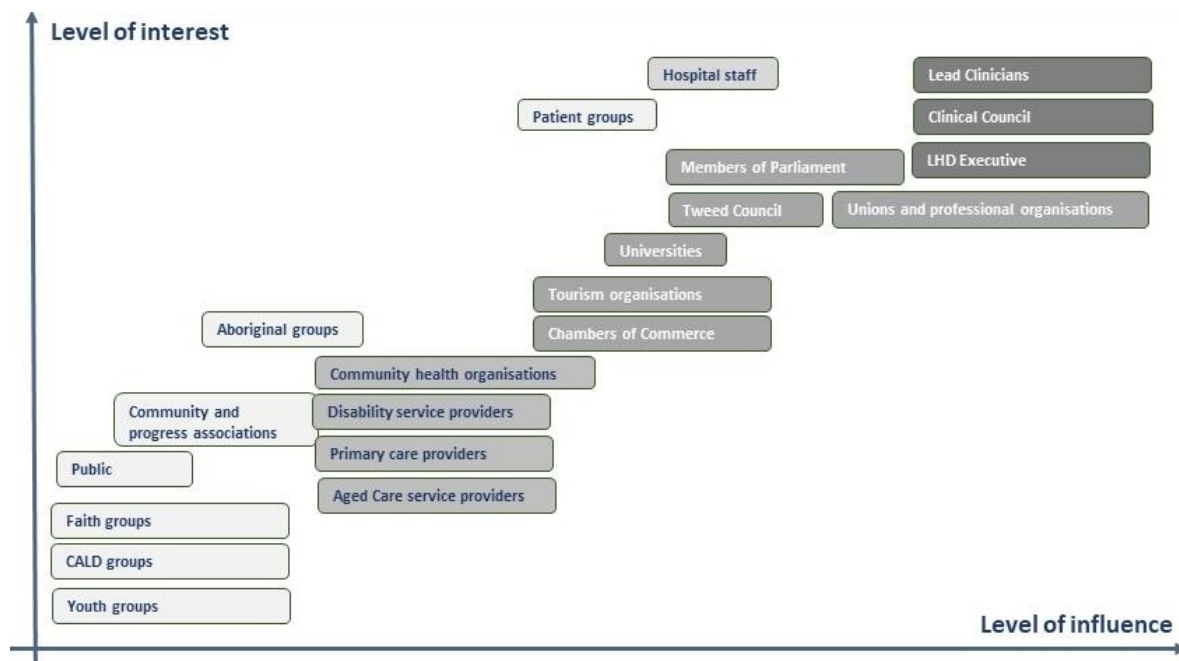 Level of interest
Hospital staff
Lead Clinicians
Patient groups
Clinical Council
Members of Parliament
LHD Executive
Tweed Council
Unions and professional organisations
Universities
Tourism organisations
Aboriginal groups
Chambers of Commerce
Community health organisations
Community and
progress associations
Disability service providers
Public
Primary care providers
Aged Care service providers
Faith groups
CALD groups
Youth groups
Level of influence